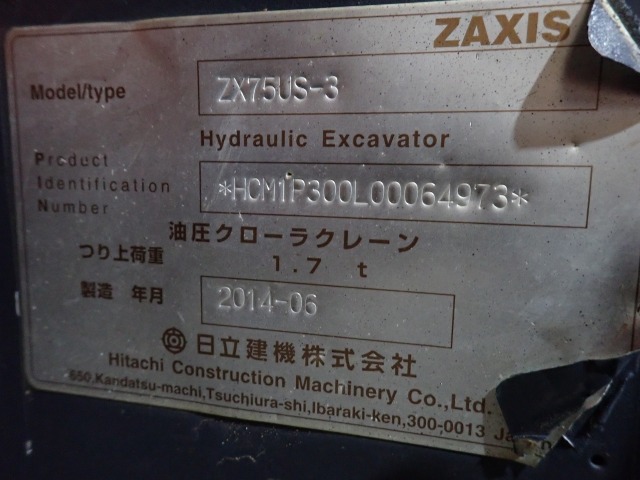 ZAXIS
Model/type ZX75US-3
Hydraulic Excavator
Product
Identification
Number *HCM1P300L00064973*
油圧クローラクレーン
つり上荷重 1.7 t
製造 年月 2014-06
日立建機株式会社
Hitachi Construction Machinery Co.,Ltd.
650,Kandatsu-machi,Tsuchiura-shi,Ibaraki-ken,300-0013